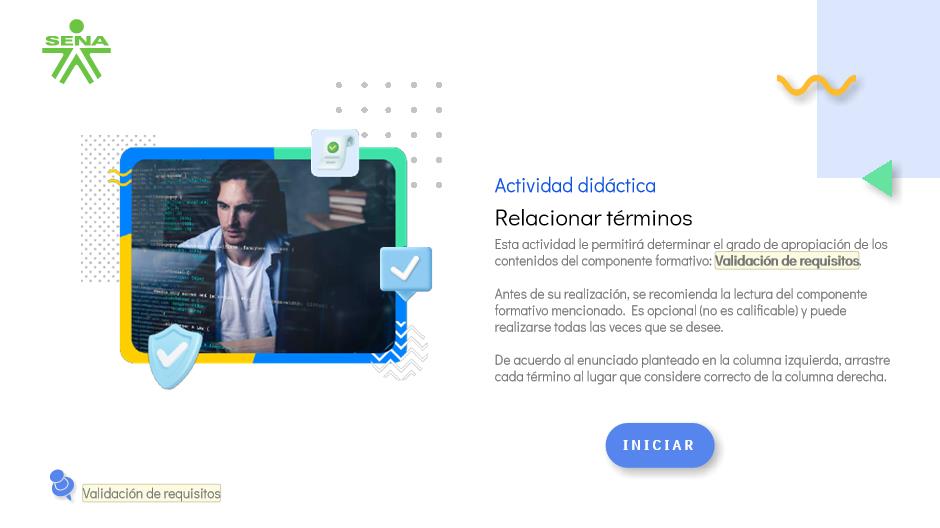 SENA
Actividad didáctica
Relacionar términos
Esta actividad le permitirá determinar el grado de apropiación de los
contenidos del componente formativo: Validación de requisitos.
Antes de su realización, se recomienda la lectura del componente
formativo mencionado. Es opcional (no es calificable) y puede
realizarse todas las veces que se desee.
De acuerdo al enunciado planteado en la columna izquierda, arrastre
cada término al lugar que considere correcto de la columna derecha.
INICIAR
Validación de requisitos